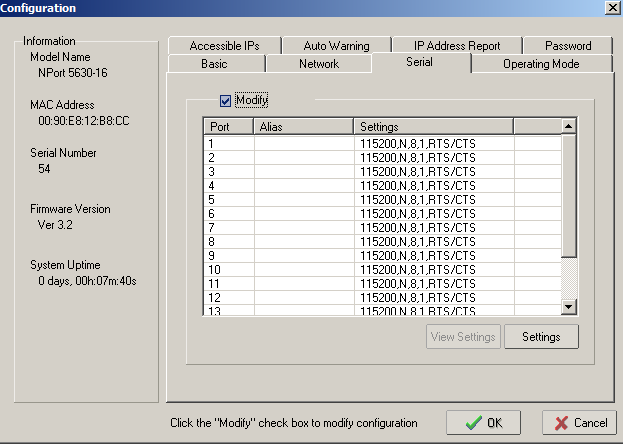 Configuration
Information
Model Name
NPort 5630-16
MAC Address
00:90:E8:12:B8:CC
Serial Number
54
Firmware Version
Ver 3.2
System Uptime
0 days, 00h:07m:40s
Accessible IPs Auto Warning IP Address Report Password
Basic Network Serial Operating Mode
Modify
Port Alias Settings
1 115200,N,8,1,RTS/CTS
2 115200,N,8,1,RTS/CTS
3 115200,N,8,1,RTS/CTS
4 115200,N,8,1,RTS/CTS
5 115200,N,8,1,RTS/CTS
6 115200,N,8,1,RTS/CTS
7 115200,N,8,1,RTS/CTS
8 115200,N,8,1,RTS/CTS
9 115200,N,8,1,RTS/CTS
10 115200,N,8,1,RTS/CTS
11 115200,N,8,1,RTS/CTS
12 115200,N,8,1,RTS/CTS
13 115200,N,8,1,RTS/CTS
View Settings Settings
Click the "Modify" check box to modify configuration OK Cancel